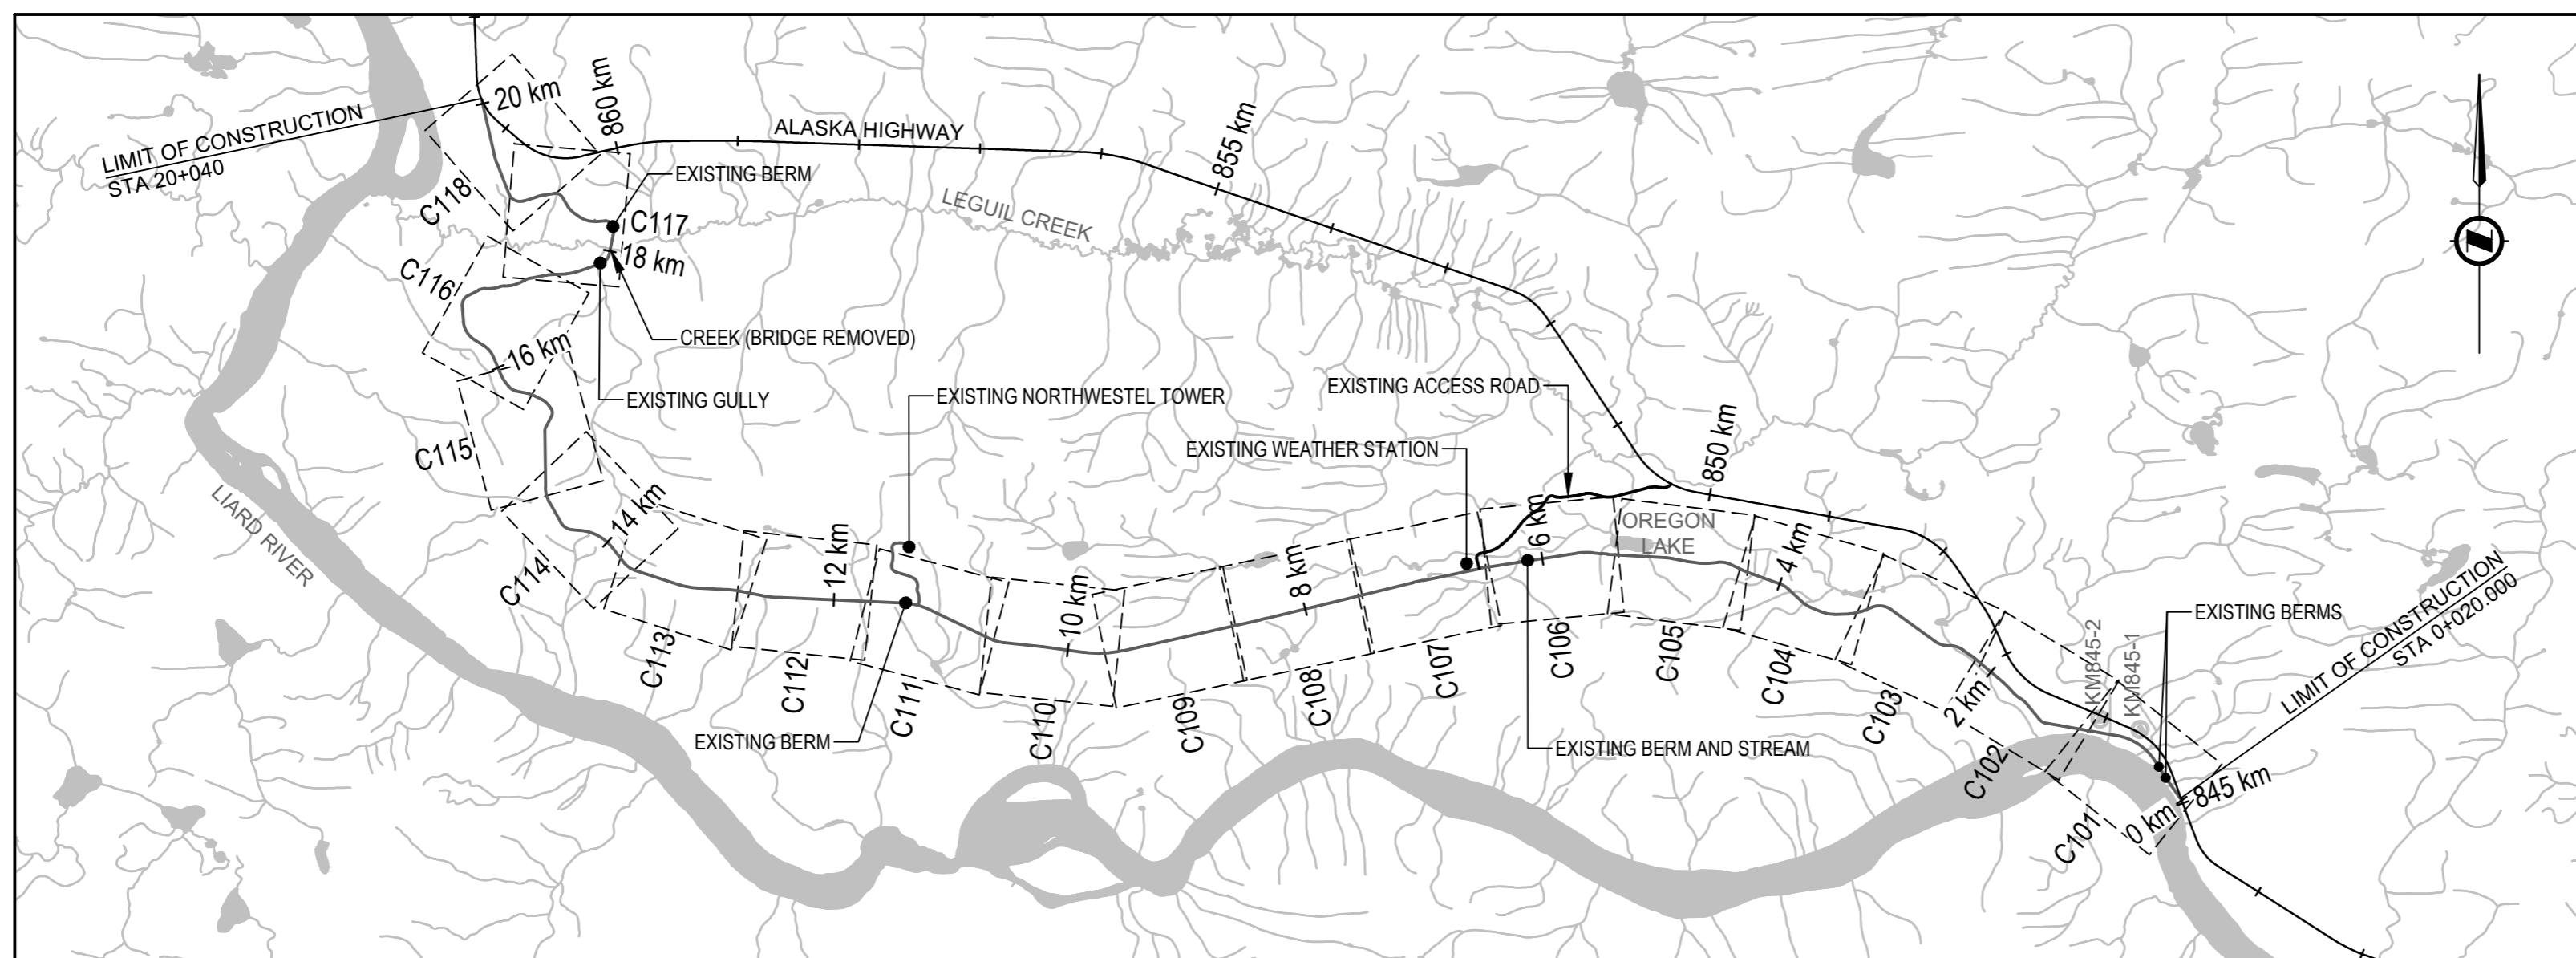 LIMIT OF CONSTRUCTION
STA 20+040
20 km
860 km
ALASKA HIGHWAY
855 km
EXISTING BERM
C118
C117
18 km
LEGUIL CREEK
C116
CREEK (BRIDGE REMOVED)
16 km
EXISTING GULLY
EXISTING NORTHWESTEL TOWER
EXISTING ACCESS ROAD
850 km
C115
EXISTING WEATHER STATION
LIARD RIVER
14 km
12 km
10 km
8 km
6 km
OREGON
LAKE
4 km
C114
C113
C112
C111
C110
C109
C108
C107
C106
C105
C104
C103
2 km
KM845-2
KM845-1
EXISTING BERMS
LIMIT OF CONSTRUCTION
STA 0+020.000
EXISTING BERM
EXISTING BERM AND STREAM
C102
C101
0 km
845 km
N